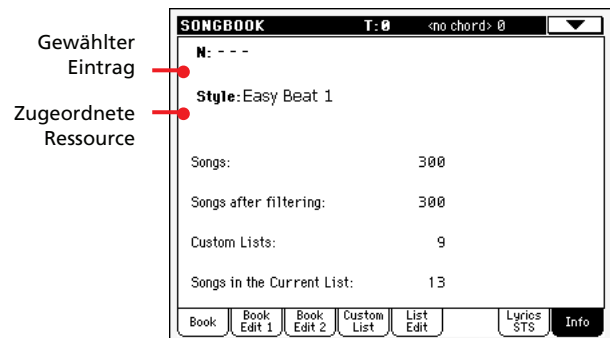 Gewählter
Eintrag
Zugeordnete
Ressource
SONGBOOK T:0 <no chord> 0
N: - - -
Style: Easy Beat 1
Songs: 300
Songs after filtering: 300
Custom Lists: 9
Songs in the Current List: 13
Book
Book
Edit 1
Book
Edit 2
Custom
List
List
Edit
Lyrics
STS
Info